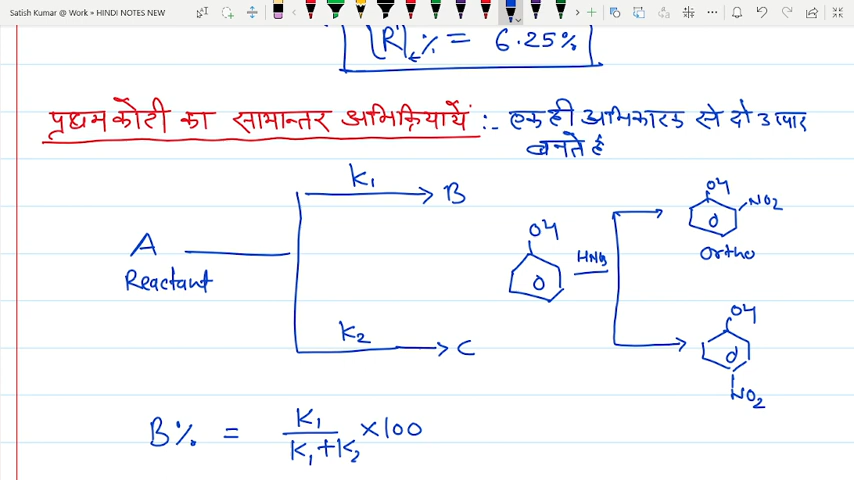 Satish Kumar @ Work » HINDI NOTES NEW
[R]% = 6.25%
प्रथम कोटी का सामान्तर अभिक्रियायें :- एक ही अभिकारक से दो उत्पाद
बनते है
K₁
B
A
Reactant
K₂
C
OH
HNO₃
OH
NO₂
Ortho
OH
NO₂
B% = K₁/(K₁+K₂) ×100